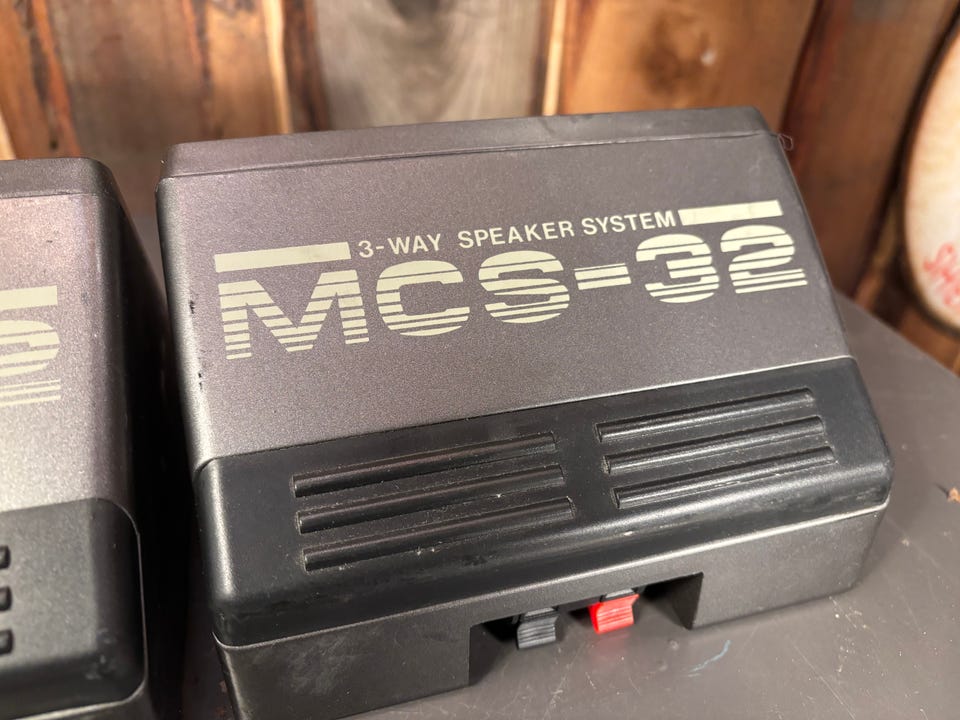 3-WAY SPEAKER SYSTEM
MCS-32
S